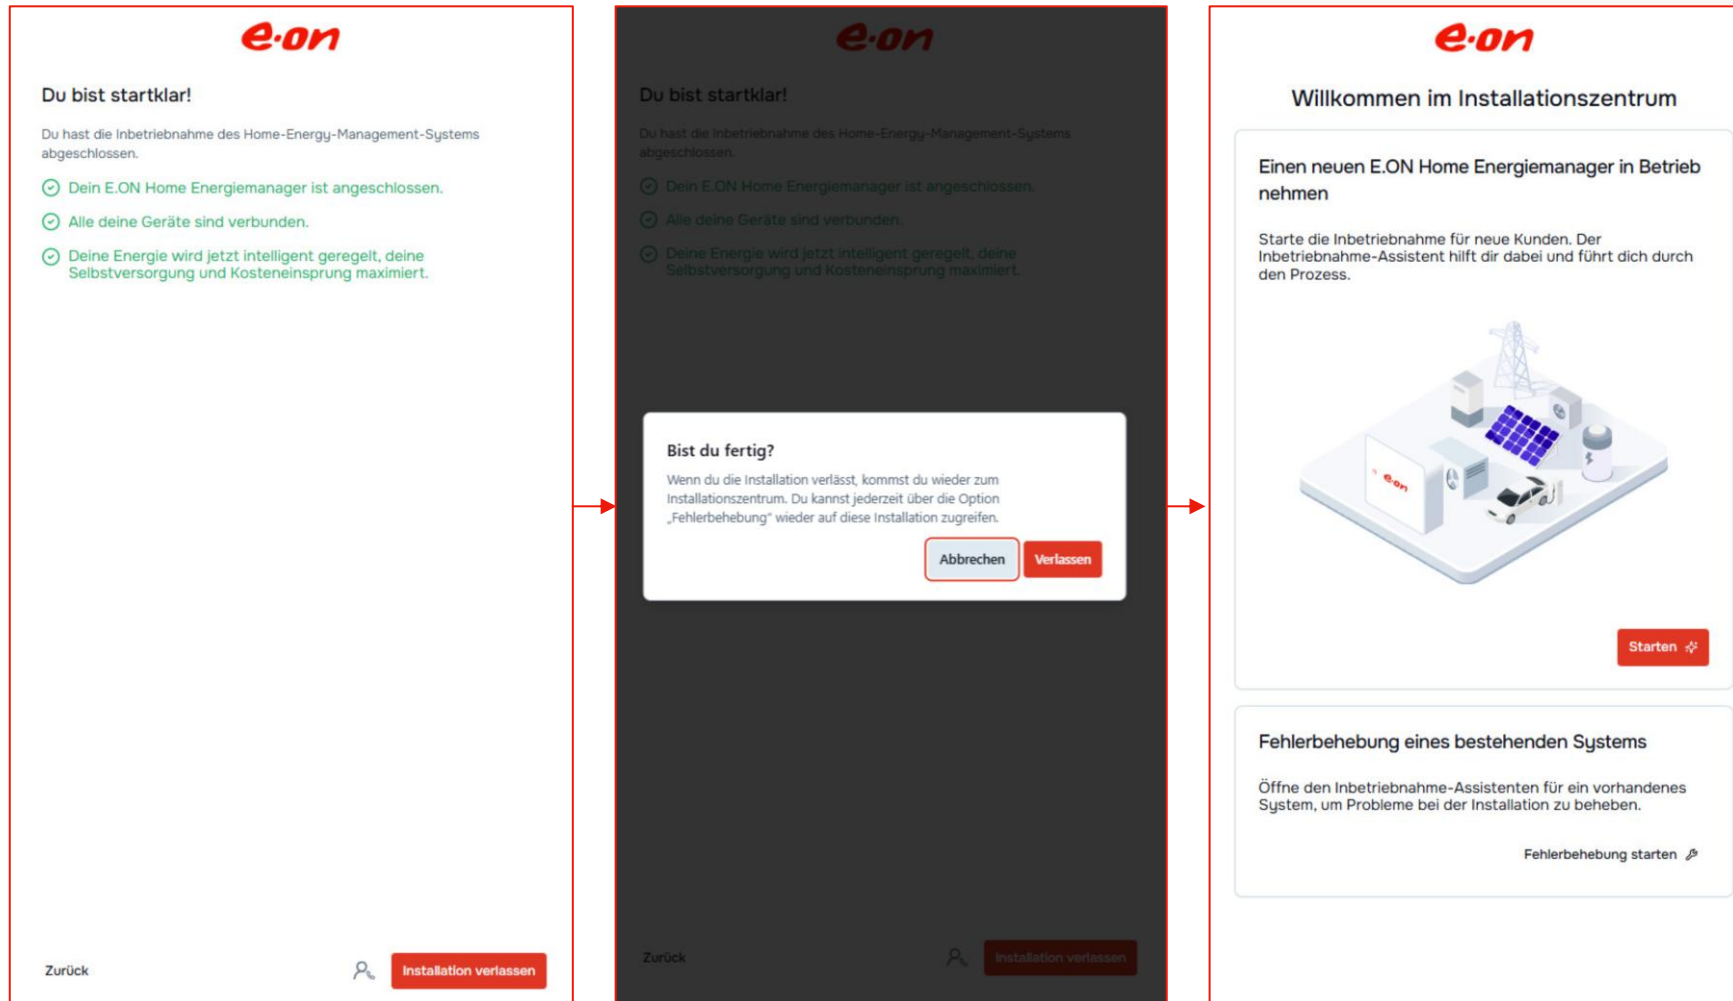 e·on
Du bist startklar!
Du hast die Inbetriebnahme des Home-Energy-Management-Systems
abgeschlossen.
Dein E.ON Home Energiemanager ist angeschlossen.
Alle deine Geräte sind verbunden.
Deine Energie wird jetzt intelligent geregelt, deine
Selbstversorgung und Kosteneinsprung maximiert.
Zurück
Installation verlassen
e·on
Du bist startklar!
Du hast die Inbetriebnahme des Home-Energy-Management-Systems
abgeschlossen.
Dein E.ON Home Energiemanager ist angeschlossen.
Alle deine Geräte sind verbunden.
Deine Energie wird jetzt intelligent geregelt, deine
Selbstversorgung und Kosteneinsprung maximiert.
Bist du fertig?
Wenn du die Installation verlässt, kommst du wieder zum
Installationszentrum. Du kannst jederzeit über die Option
„Fehlerbehebung“ wieder auf diese Installation zugreifen.
Abbrechen
Verlassen
Zurück
Installation verlassen
e·on
Willkommen im Installationszentrum
Einen neuen E.ON Home Energiemanager in Betrieb
nehmen
Starte die Inbetriebnahme für neue Kunden. Der
Inbetriebnahme-Assistent hilft dir dabei und führt dich durch
den Prozess.
e·on
Starten
Fehlerbehebung eines bestehenden Systems
Öffne den Inbetriebnahme-Assistenten für ein vorhandenes
System, um Probleme bei der Installation zu beheben.
Fehlerbehebung starten